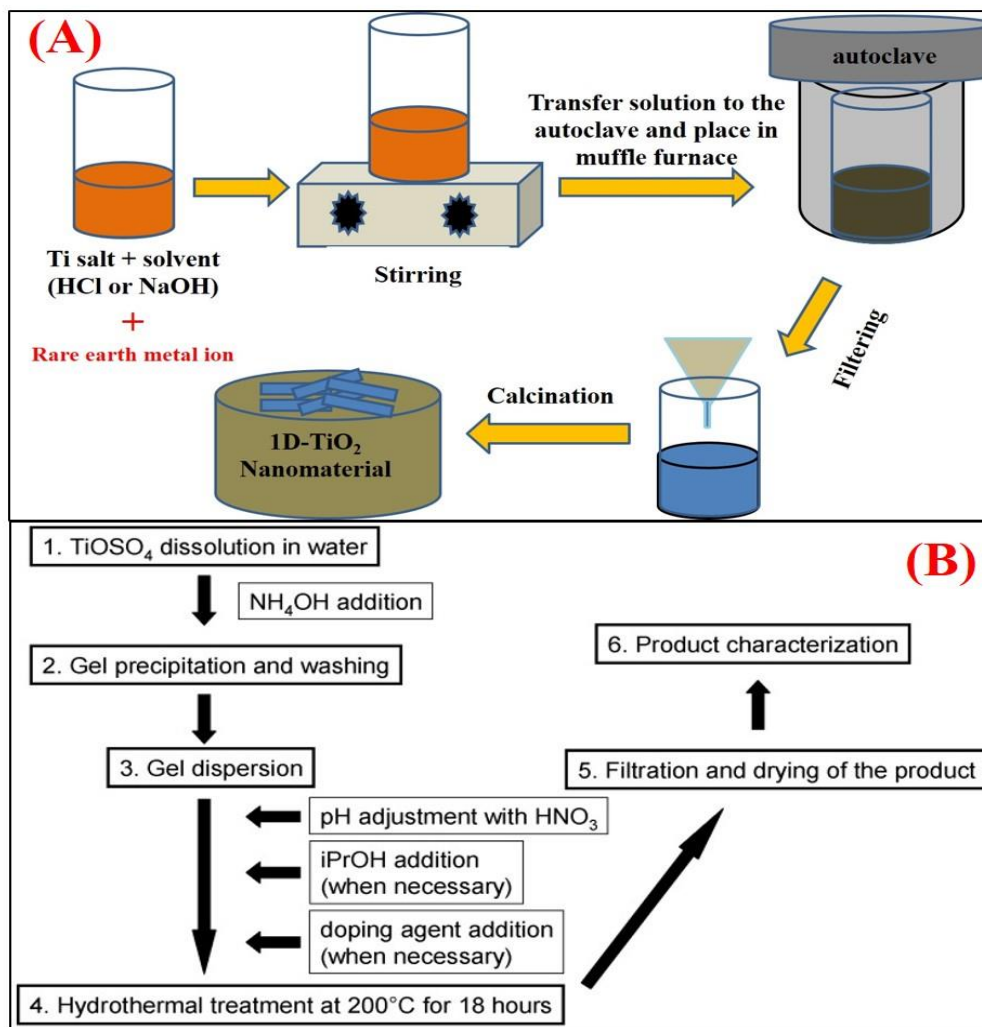 (A)
Ti salt + solvent
(HCl or NaOH)
+
Rare earth metal ion
Stirring
Transfer solution to the
autoclave and place in
muffle furnace
autoclave
Filtering
Calcination
1D-TiO₂
Nanomaterial
(B)
1. TiOSO₄ dissolution in water
NH₄OH addition
2. Gel precipitation and washing
3. Gel dispersion
pH adjustment with HNO₃
iPrOH addition
(when necessary)
doping agent addition
(when necessary)
4. Hydrothermal treatment at 200°C for 18 hours
5. Filtration and drying of the product
6. Product characterization